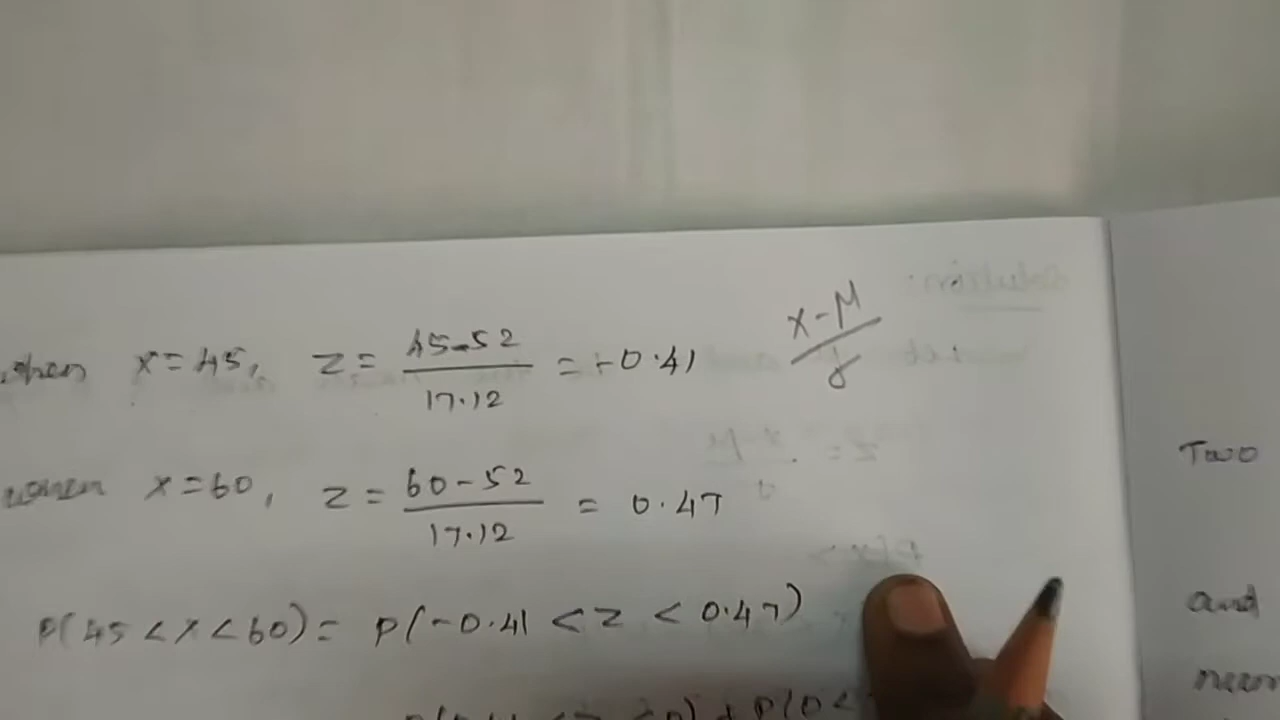 when x=45, z = 45-52 / 17.12 = -0.41
x-μ / σ
when x=60, z = 60-52 / 17.12 = 0.47
P(45<x<60) = P(-0.41 <z < 0.47)
P(0<
Two
and